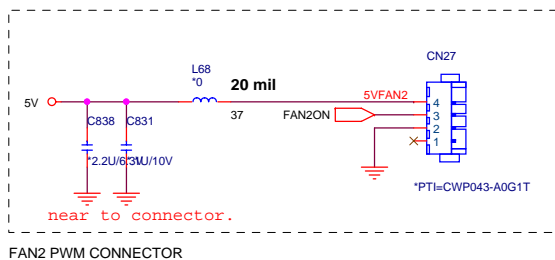 CN27
L68
*0
20 mil
5V
5VFAN2
4
37
FAN2ON
3
C838
C831
2
1
*2.2U/6.3V
*1U/10V
*PTI=CWP043-A0G1T
near to connector.
FAN2 PWM CONNECTOR